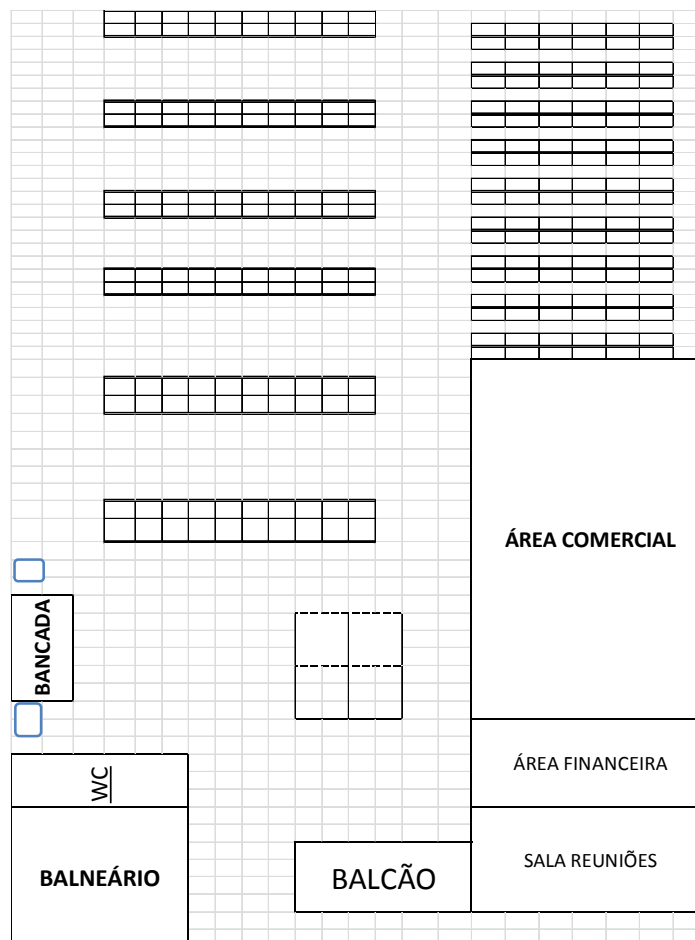 ÁREA COMERCIAL
BANCADA
ÁREA FINANCEIRA
WC
SALA REUNIÕES
BALNEÁRIO
BALCÃO